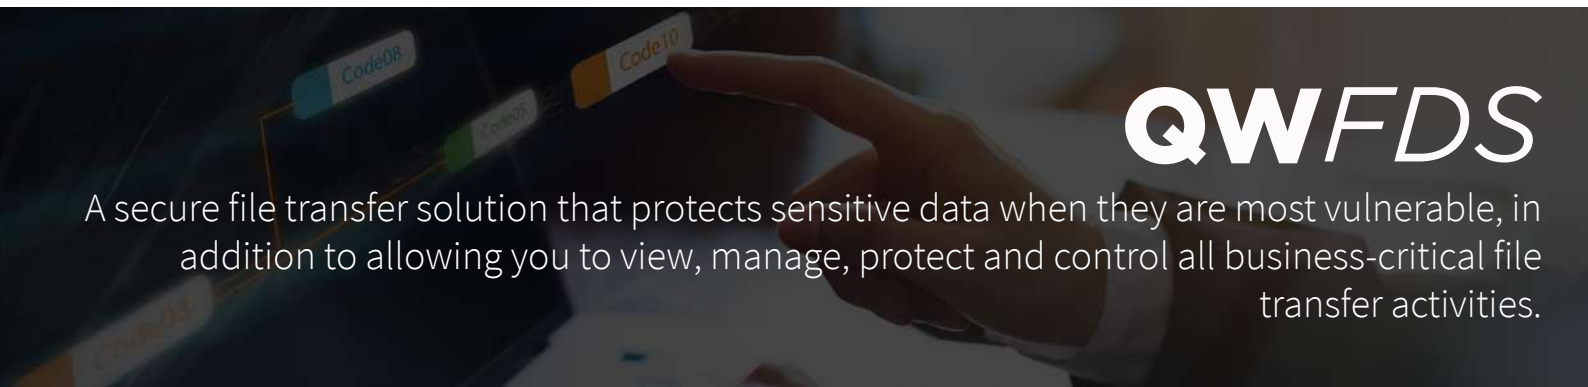 Code08
Code10
Code05
Code03
QWFDS
A secure file transfer solution that protects sensitive data when they are most vulnerable, in
addition to allowing you to view, manage, protect and control all business-critical file
transfer activities.